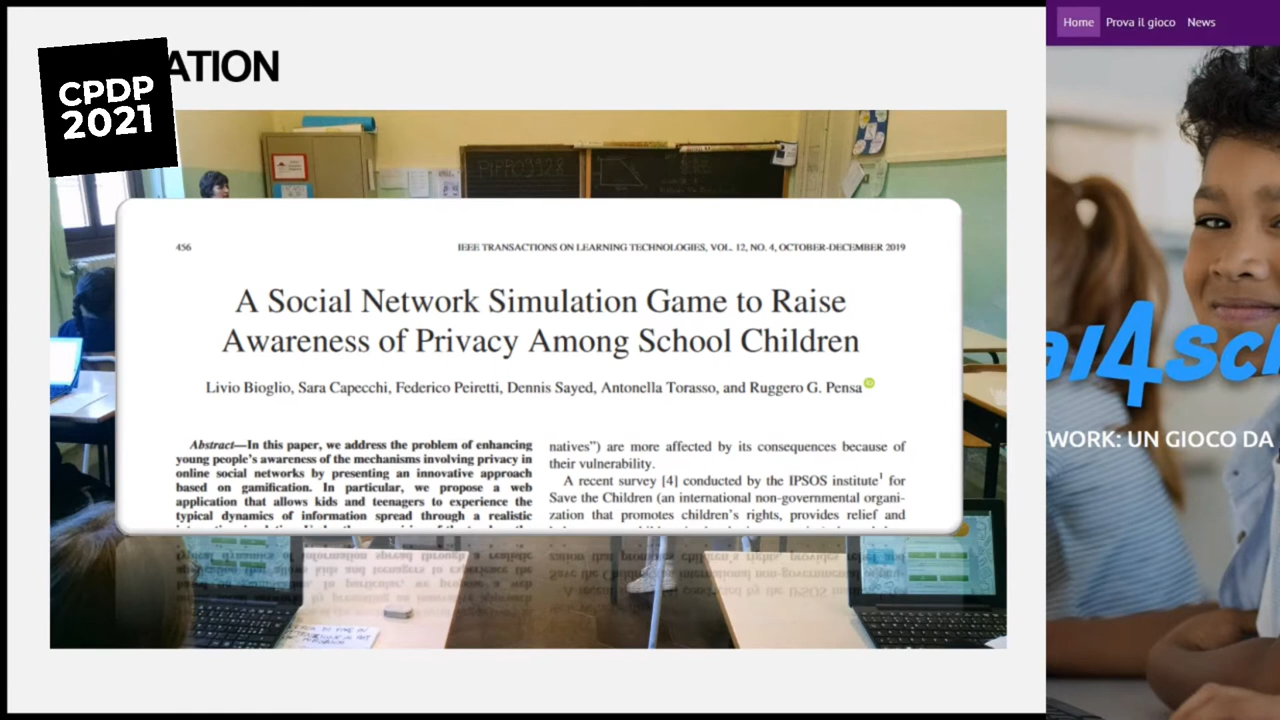 ATION
CPDP
2021
Home Prova il gioco News
PIPPO3928
456 IEEE TRANSACTIONS ON LEARNING TECHNOLOGIES, VOL. 12, NO. 4, OCTOBER-DECEMBER 2019
A Social Network Simulation Game to Raise
Awareness of Privacy Among School Children
Livio Bioglio, Sara Capecchi, Federico Peiretti, Dennis Sayed, Antonella Torasso, and Ruggero G. Pensa
Abstract—In this paper, we address the problem of enhancing
young people's awareness of the mechanisms involving privacy in
online social networks by presenting an innovative approach
based on gamification. In particular, we propose a web
application that allows kids and teenagers to experience the
typical dynamics of information spread through a realistic
natives") are more affected by its consequences because of
their vulnerability.
A recent survey [4] conducted by the IPSOS institute1 for
Save the Children (an international non-governmental organi-
zation that promotes children's rights, provides relief and
al4sch
WORK: UN GIOCO DA